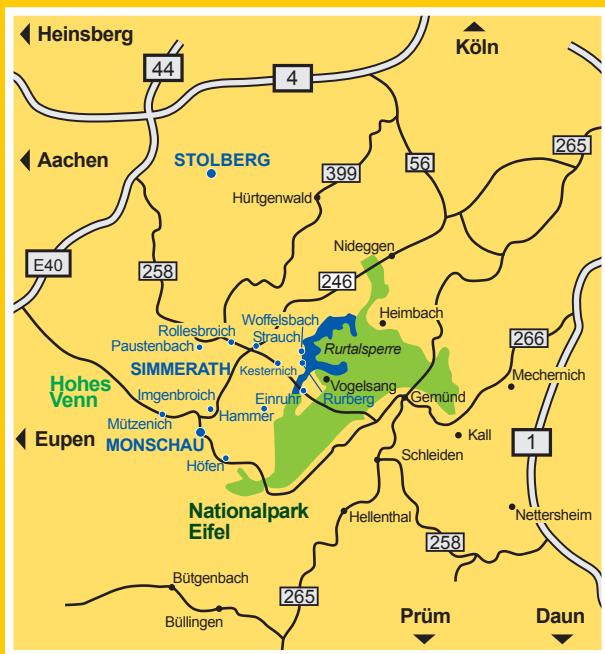 Heinsberg
Köln
44
4
Aachen
STOLBERG
399
56
265
Hürtgenwald
Nideggen
E40
258
246
Heimbach
Woffelsbach
Rollesbroich
Strauch
Rurtalsperre
266
Paustenbach
SIMMERATH
Kesternich
Vogelsang
Mechernich
Hohes
Venn
Imgenbroich
Einruhr
Rurberg
Gemünd
Mützenich
Hammer
Eupen
MONSCHAU
Kall
1
Höfen
Schleiden
Nationalpark
Eifel
Hellenthal
Nettersheim
258
Bütgenbach
265
Büllingen
Prüm
Daun